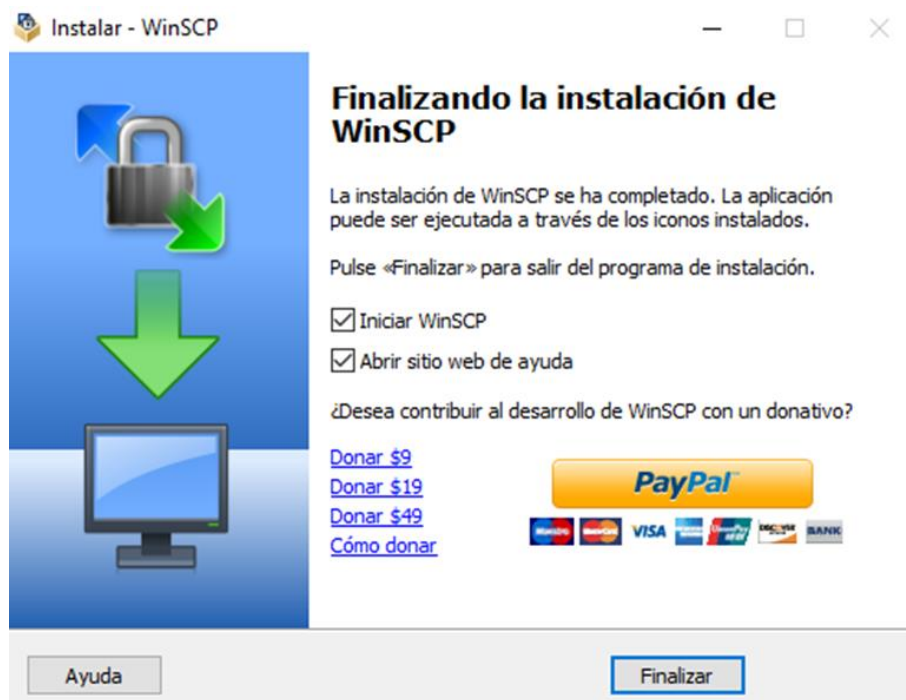 Instalar - WinSCP
Finalizando la instalación de
WinSCP
La instalación de WinSCP se ha completado. La aplicación
puede ser ejecutada a través de los iconos instalados.
Pulse «Finalizar» para salir del programa de instalación.
Iniciar WinSCP
Abrir sitio web de ayuda
¿Desea contribuir al desarrollo de WinSCP con un donativo?
Donar $9
Donar $19
Donar $49
Cómo donar
PayPal
Maestro MasterCard VISA UnionPay DISCOVER BANK
Ayuda
Finalizar